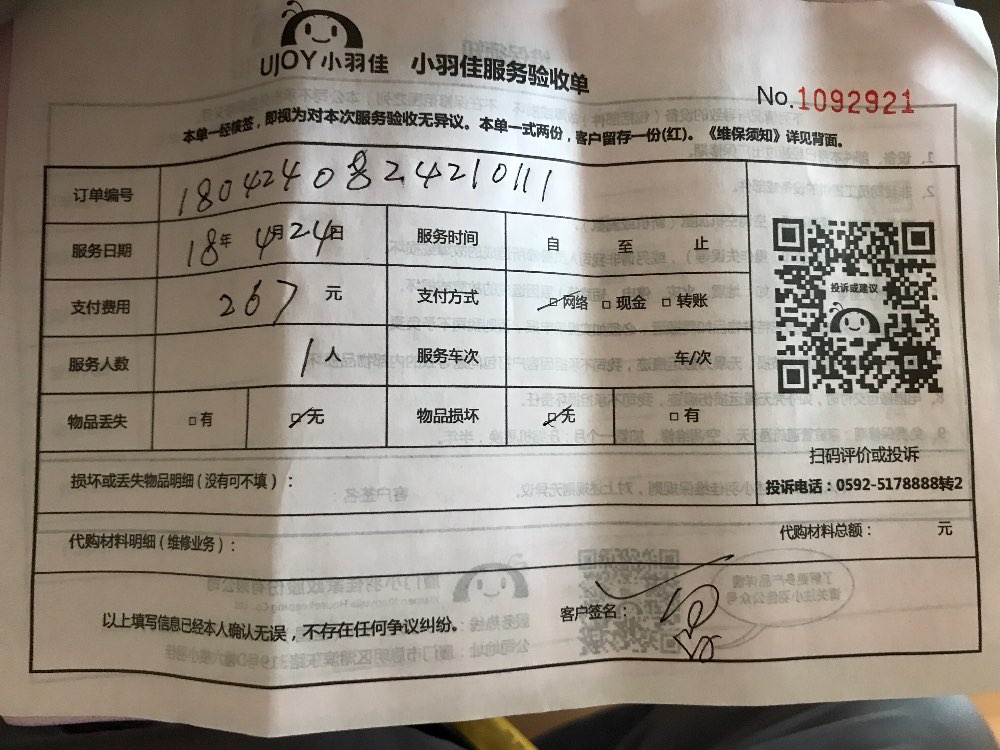 UJOY 小羽佳 小羽佳服务验收单
No.1092921
本单一经核签，即视为对本次服务验收无异议。本单一式两份，客户留存一份(红)。《维保须知》详见背面。
订单编号 1804240824210111
服务日期 18年 4月24日 服务时间 自 至 止
支付费用 267 元 支付方式 网络 现金 转账
投诉或建议
服务人数 1人 服务车次 车/次
物品丢失 有 无 物品损坏 无 有
扫码评价或投诉
损坏或丢失物品明细（没有可不填）：
投诉电话：0592-5178888转2
代购材料明细（维修业务）： 代购材料总额： 元
以上填写信息已经本人确认无误，不存在任何争议纠纷。 客户签名：